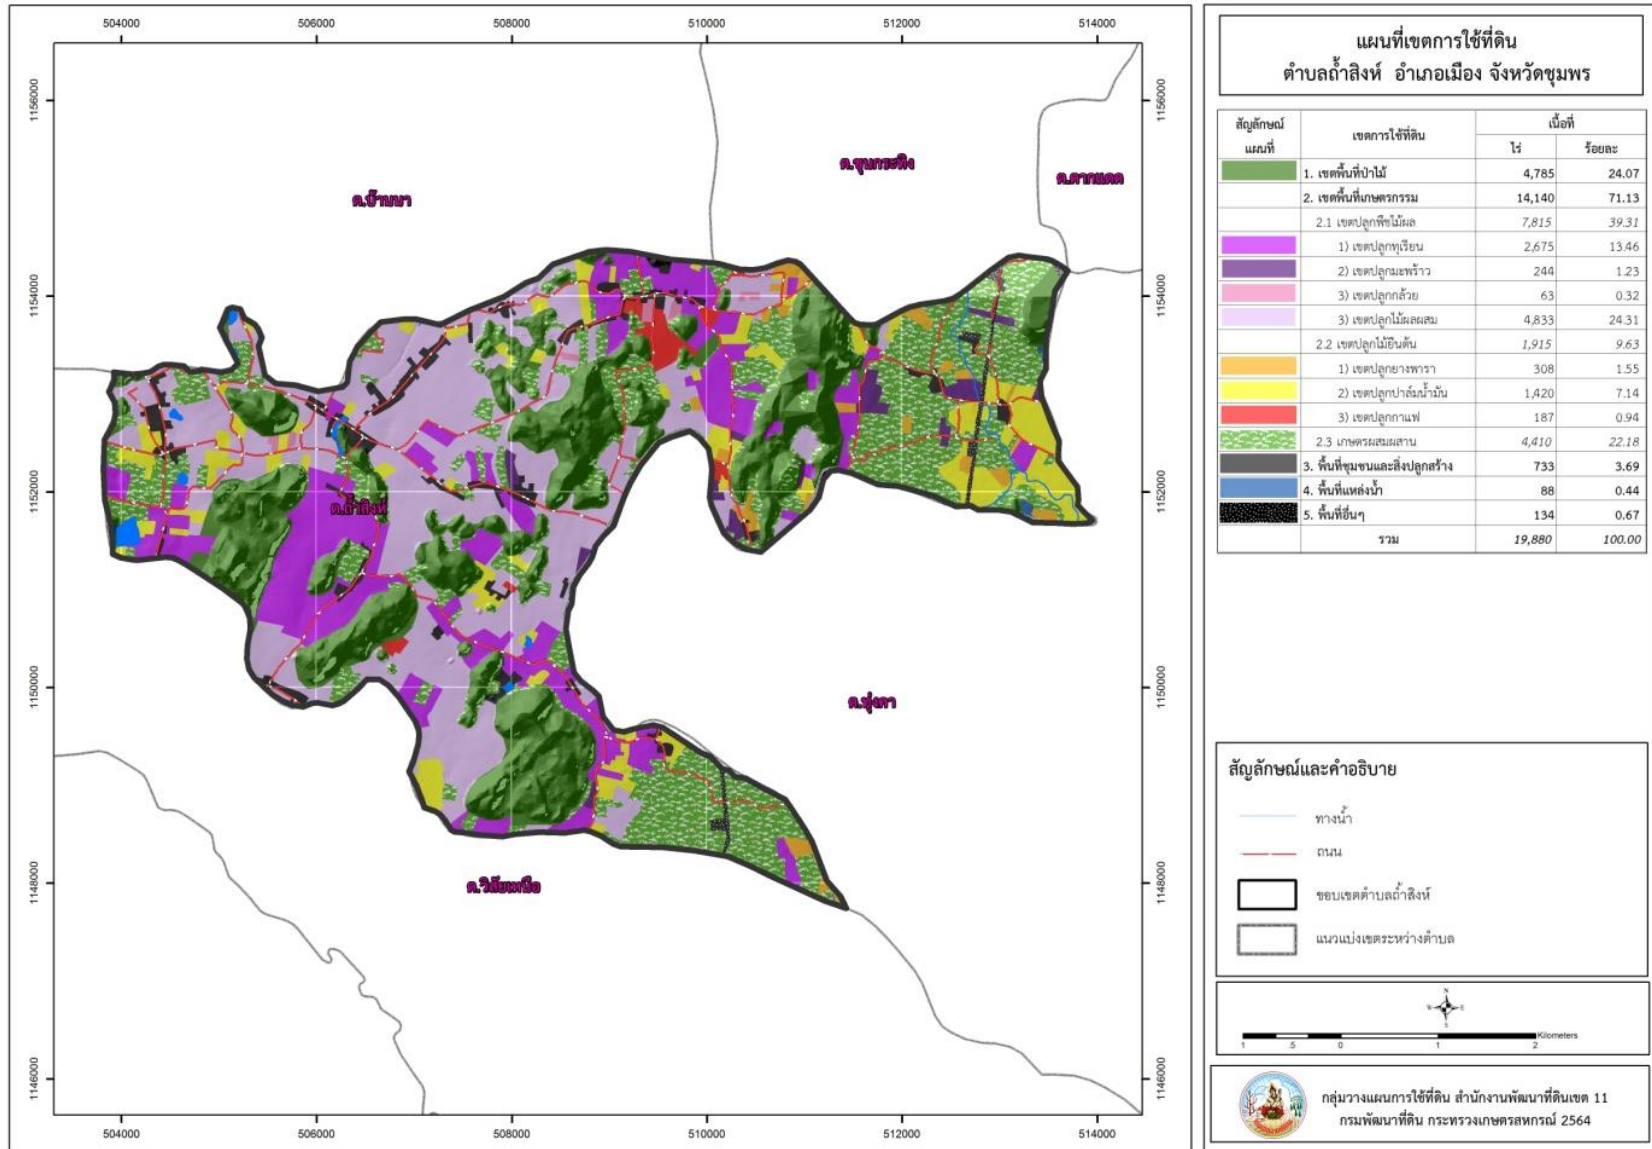 504000 506000 508000 510000 512000 514000
1156000 1156000
1154000 1154000
1152000 1152000
1150000 1150000
1148000 1148000
1146000 1146000
504000 506000 508000 510000 512000 514000
ต.ขุนกระทิง
ต.ตากแดด
ต.บ้านนา
ต.ถ้ำสิงห์
ต.ทุ่งคา
ต.วิสัยเหนือ
แผนที่เขตการใช้ที่ดิน
ตำบลถ้ำสิงห์ อำเภอเมือง จังหวัดชุมพร
สัญลักษณ์ แผนที่ เขตการใช้ที่ดิน เนื้อที่
ไร่ ร้อยละ
1. เขตพื้นที่ป่าไม้ 4,785 24.07
2. เขตพื้นที่เกษตรกรรม 14,140 71.13
2.1 เขตปลูกพืชไม้ผล 7,815 39.31
1) เขตปลูกทุเรียน 2,675 13.46
2) เขตปลูกมะพร้าว 244 1.23
3) เขตปลูกกล้วย 63 0.32
3) เขตปลูกไม้ผลผสม 4,833 24.31
2.2 เขตปลูกไม้ยืนต้น 1,915 9.63
1) เขตปลูกยางพารา 308 1.55
2) เขตปลูกปาล์มน้ำมัน 1,420 7.14
3) เขตปลูกกาแฟ 187 0.94
2.3 เกษตรผสมผสาน 4,410 22.18
3. พื้นที่ชุมชนและสิ่งปลูกสร้าง 733 3.69
4. พื้นที่แหล่งน้ำ 88 0.44
5. พื้นที่อื่นๆ 134 0.67
รวม 19,880 100.00
สัญลักษณ์และคำอธิบาย
ทางน้ำ
ถนน
ขอบเขตตำบลถ้ำสิงห์
แนวแบ่งเขตระหว่างตำบล
N
W E
S
1 .5 0 1 2 Kilometers
กลุ่มวางแผนการใช้ที่ดิน สำนักงานพัฒนาที่ดินเขต 11
กรมพัฒนาที่ดิน กระทรวงเกษตรสหกรณ์ 2564